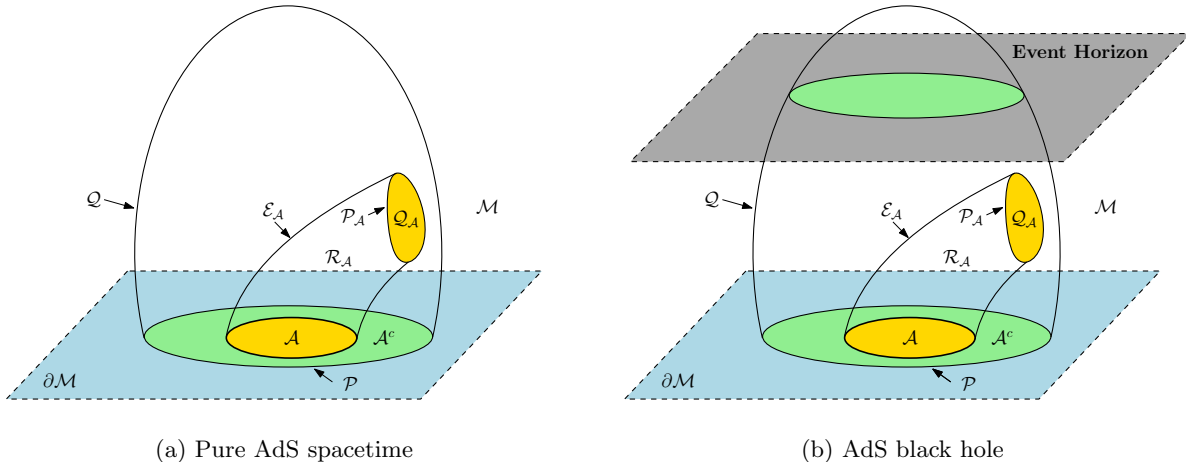 Event Horizon
𝒬
ℰ_𝒜
𝒫_𝒜
𝒬_𝒜
ℳ
ℛ_𝒜
𝒜
𝒜^c
∂ℳ
𝒫
𝒬
ℰ_𝒜
𝒫_𝒜
𝒬_𝒜
ℳ
ℛ_𝒜
𝒜
𝒜^c
∂ℳ
𝒫
(a) Pure AdS spacetime
(b) AdS black hole